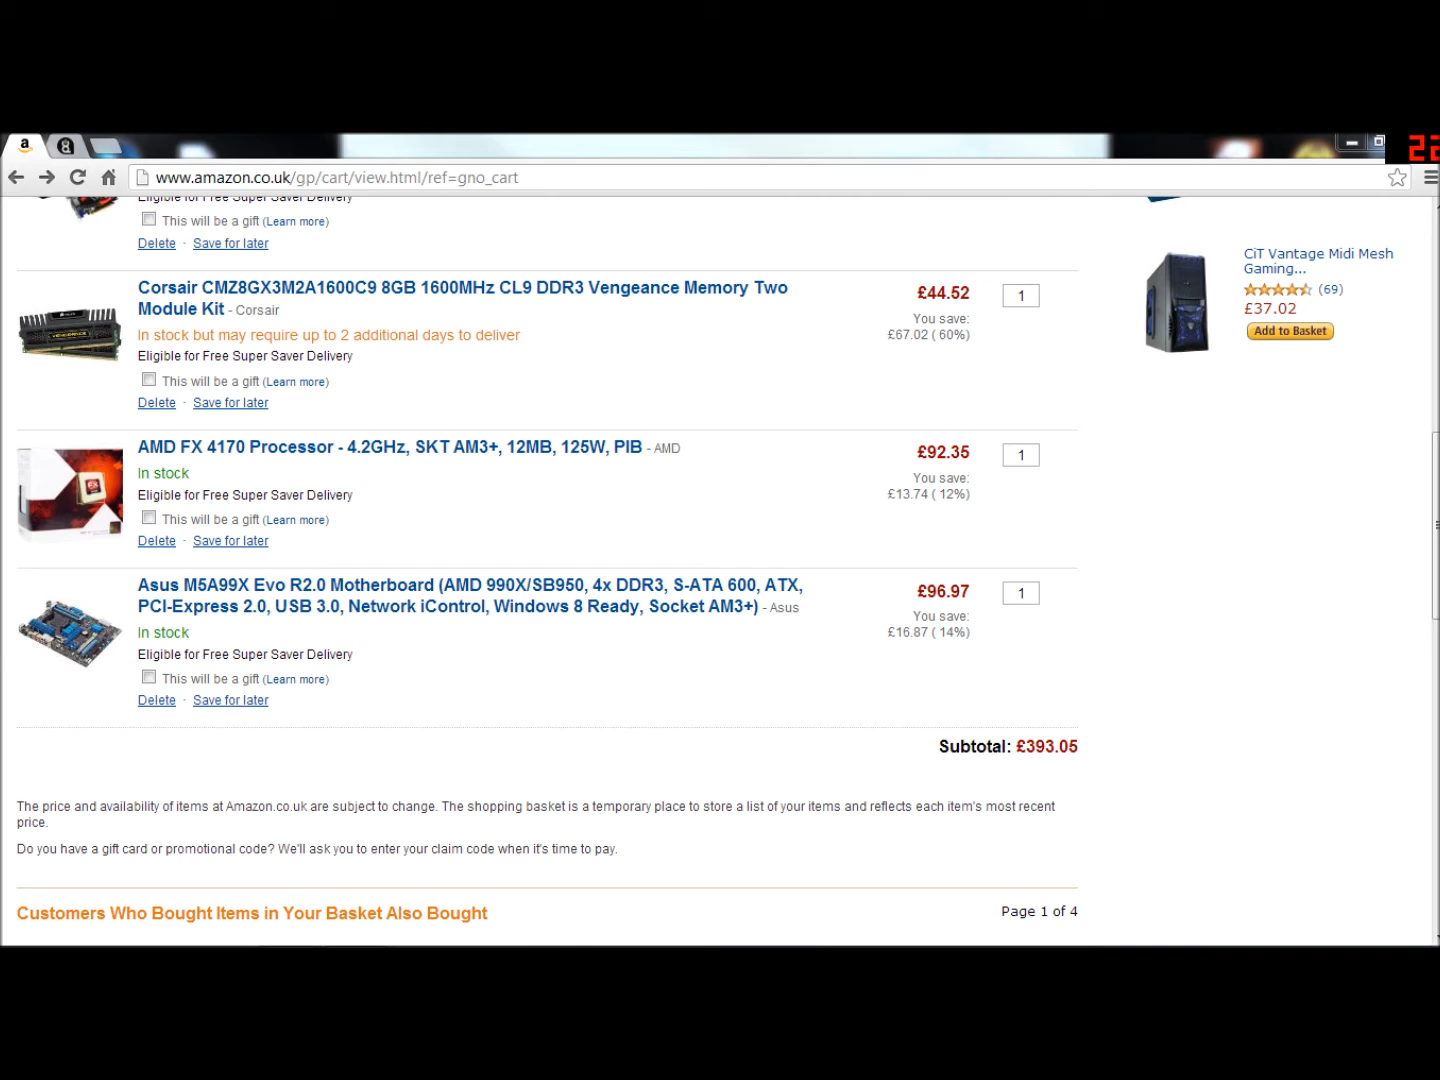 www.amazon.co.uk/gp/cart/view.html/ref=gno_cart
22
Eligible for Free Super Saver Delivery
This will be a gift (Learn more)
Delete - Save for later
Corsair CMZ8GX3M2A1600C9 8GB 1600MHz CL9 DDR3 Vengeance Memory Two
Module Kit - Corsair
In stock but may require up to 2 additional days to deliver
Eligible for Free Super Saver Delivery
This will be a gift (Learn more)
Delete - Save for later
£44.52
You save:
£67.02 ( 60%)
1
AMD FX 4170 Processor - 4.2GHz, SKT AM3+, 12MB, 125W, PIB - AMD
In stock
Eligible for Free Super Saver Delivery
This will be a gift (Learn more)
Delete - Save for later
£92.35
You save:
£13.74 ( 12%)
1
Asus M5A99X Evo R2.0 Motherboard (AMD 990X/SB950, 4x DDR3, S-ATA 600, ATX,
PCI-Express 2.0, USB 3.0, Network iControl, Windows 8 Ready, Socket AM3+) - Asus
In stock
Eligible for Free Super Saver Delivery
This will be a gift (Learn more)
Delete - Save for later
£96.97
You save:
£16.87 ( 14%)
1
Subtotal: £393.05
The price and availability of items at Amazon.co.uk are subject to change. The shopping basket is a temporary place to store a list of your items and reflects each item's most recent
price.
Do you have a gift card or promotional code? We'll ask you to enter your claim code when it's time to pay.
Customers Who Bought Items in Your Basket Also Bought
Page 1 of 4
CiT Vantage Midi Mesh
Gaming...
(69)
£37.02
Add to Basket